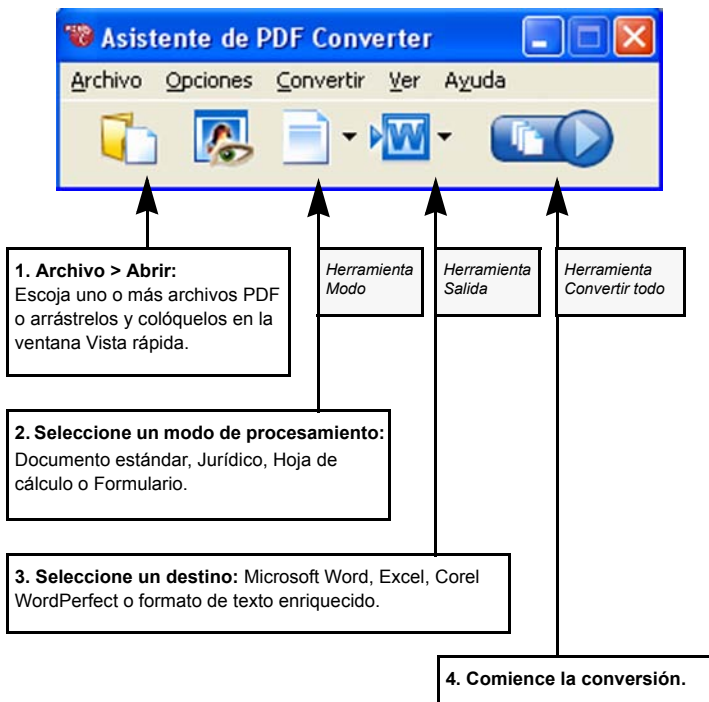 Asistente de PDF Converter
Archivo Opciones Convertir Ver Ayuda
W
1. Archivo > Abrir:
Escoja uno o más archivos PDF
o arrástrelos y colóquelos en la
ventana Vista rápida.
Herramienta
Modo
Herramienta
Salida
Herramienta
Convertir todo
2. Seleccione un modo de procesamiento:
Documento estándar, Jurídico, Hoja de
cálculo o Formulario.
3. Seleccione un destino: Microsoft Word, Excel, Corel
WordPerfect o formato de texto enriquecido.
4. Comience la conversión.